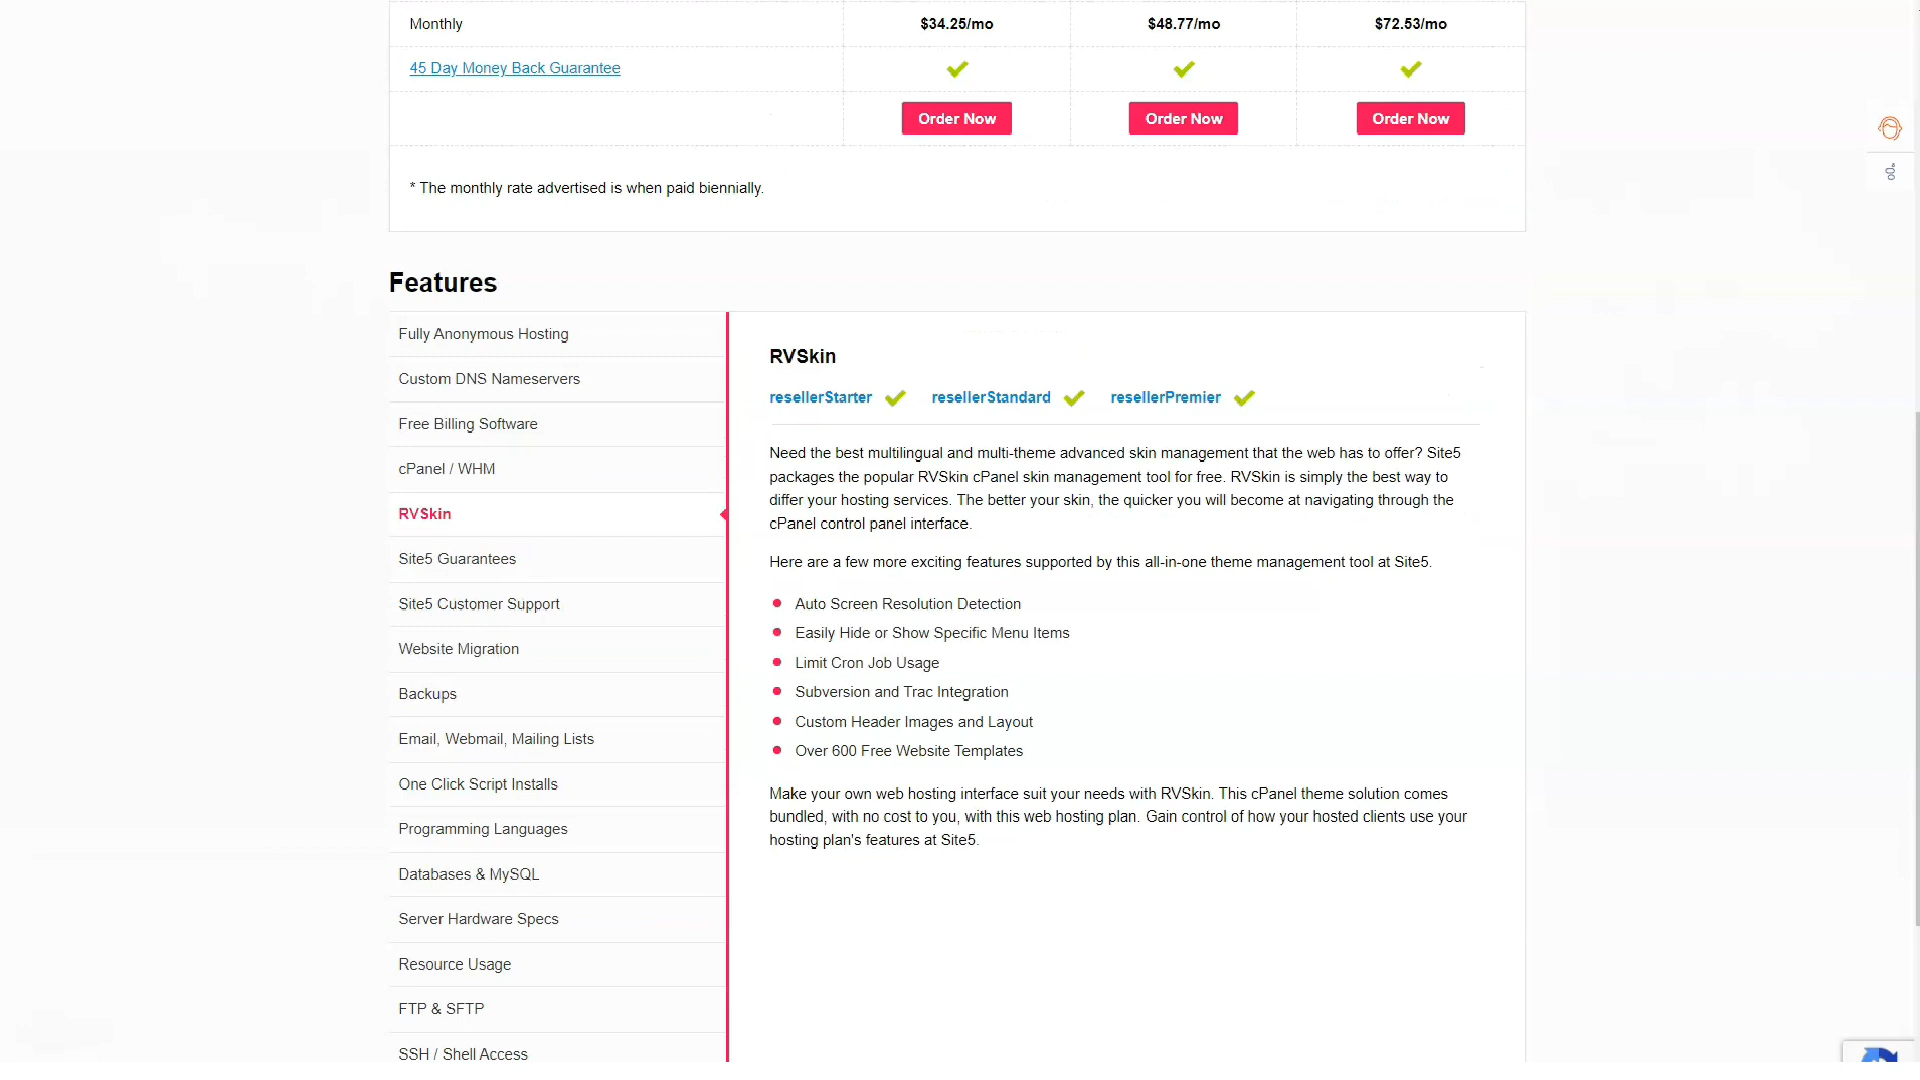 Monthly $34.25/mo $48.77/mo $72.53/mo
45 Day Money Back Guarantee
Order Now Order Now Order Now
* The monthly rate advertised is when paid biennially.
Features
Fully Anonymous Hosting
Custom DNS Nameservers
Free Billing Software
cPanel / WHM
RVSkin
Site5 Guarantees
Site5 Customer Support
Website Migration
Backups
Email, Webmail, Mailing Lists
One Click Script Installs
Programming Languages
Databases & MySQL
Server Hardware Specs
Resource Usage
FTP & SFTP
SSH / Shell Access
RVSkin
resellerStarter resellerStandard resellerPremier
Need the best multilingual and multi-theme advanced skin management that the web has to offer? Site5
packages the popular RVSkin cPanel skin management tool for free. RVSkin is simply the best way to
differ your hosting services. The better your skin, the quicker you will become at navigating through the
cPanel control panel interface.
Here are a few more exciting features supported by this all-in-one theme management tool at Site5.
Auto Screen Resolution Detection
Easily Hide or Show Specific Menu Items
Limit Cron Job Usage
Subversion and Trac Integration
Custom Header Images and Layout
Over 600 Free Website Templates
Make your own web hosting interface suit your needs with RVSkin. This cPanel theme solution comes
bundled, with no cost to you, with this web hosting plan. Gain control of how your hosted clients use your
hosting plan's features at Site5.